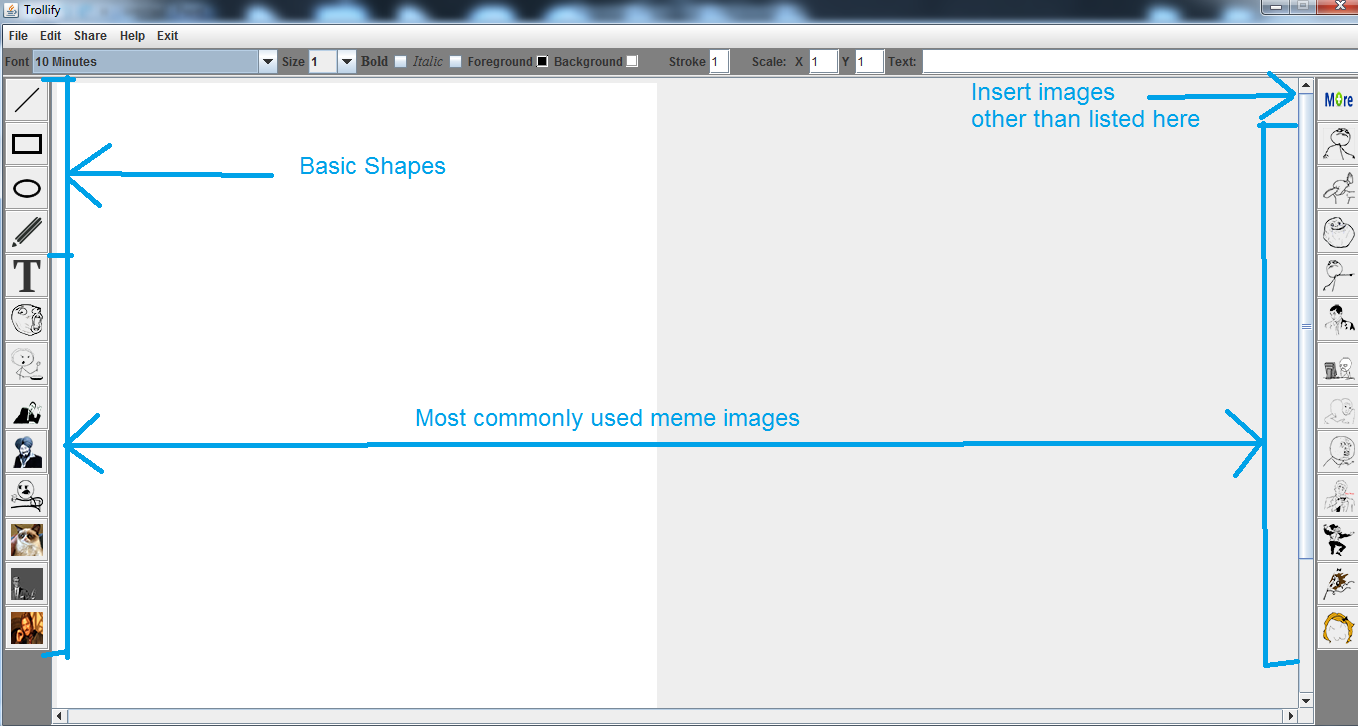 Trollify
File Edit Share Help Exit
Font 10 Minutes Size 1 Bold Italic Foreground Background Stroke 1 Scale: X 1 Y 1 Text:
Insert images
other than listed here
More
Basic Shapes
T
Most commonly used meme images